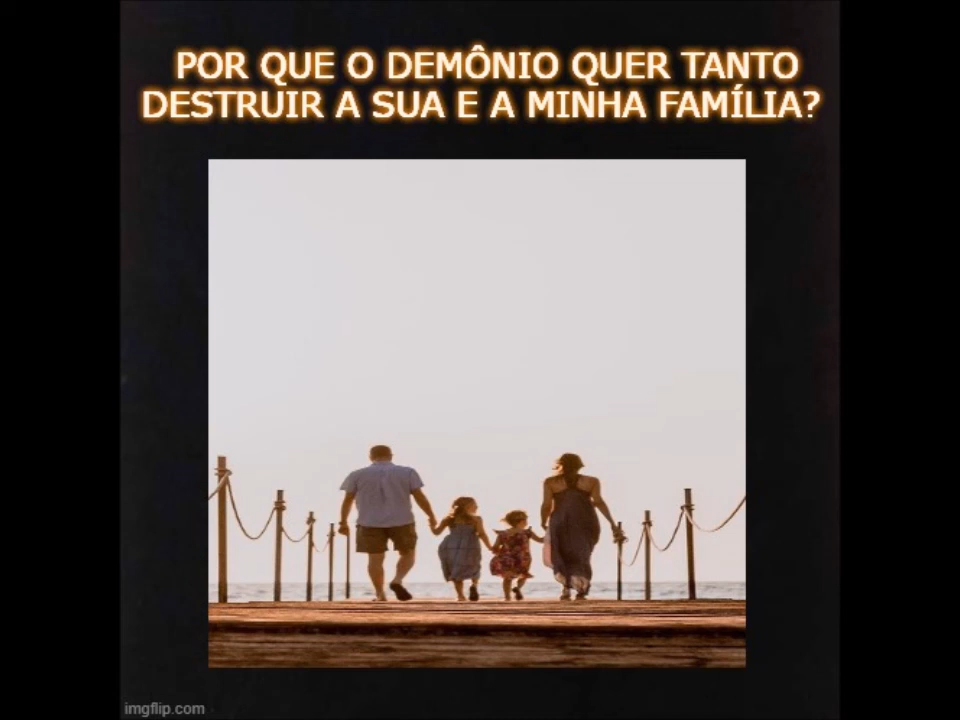 POR QUE O DEMÔNIO QUER TANTO
DESTRUIR A SUA E A MINHA FAMÍLIA?
imgflip.com